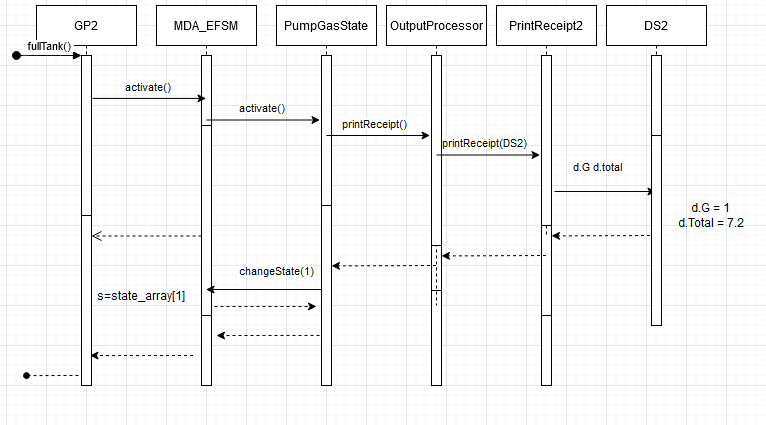 GP2
MDA_EFSM
PumpGasState
OutputProcessor
PrintReceipt2
DS2
fullTank()
activate()
activate()
printReceipt()
printReceipt(DS2)
d.G d.total
d.G = 1
d.Total = 7.2
changeState(1)
s=state_array[1]